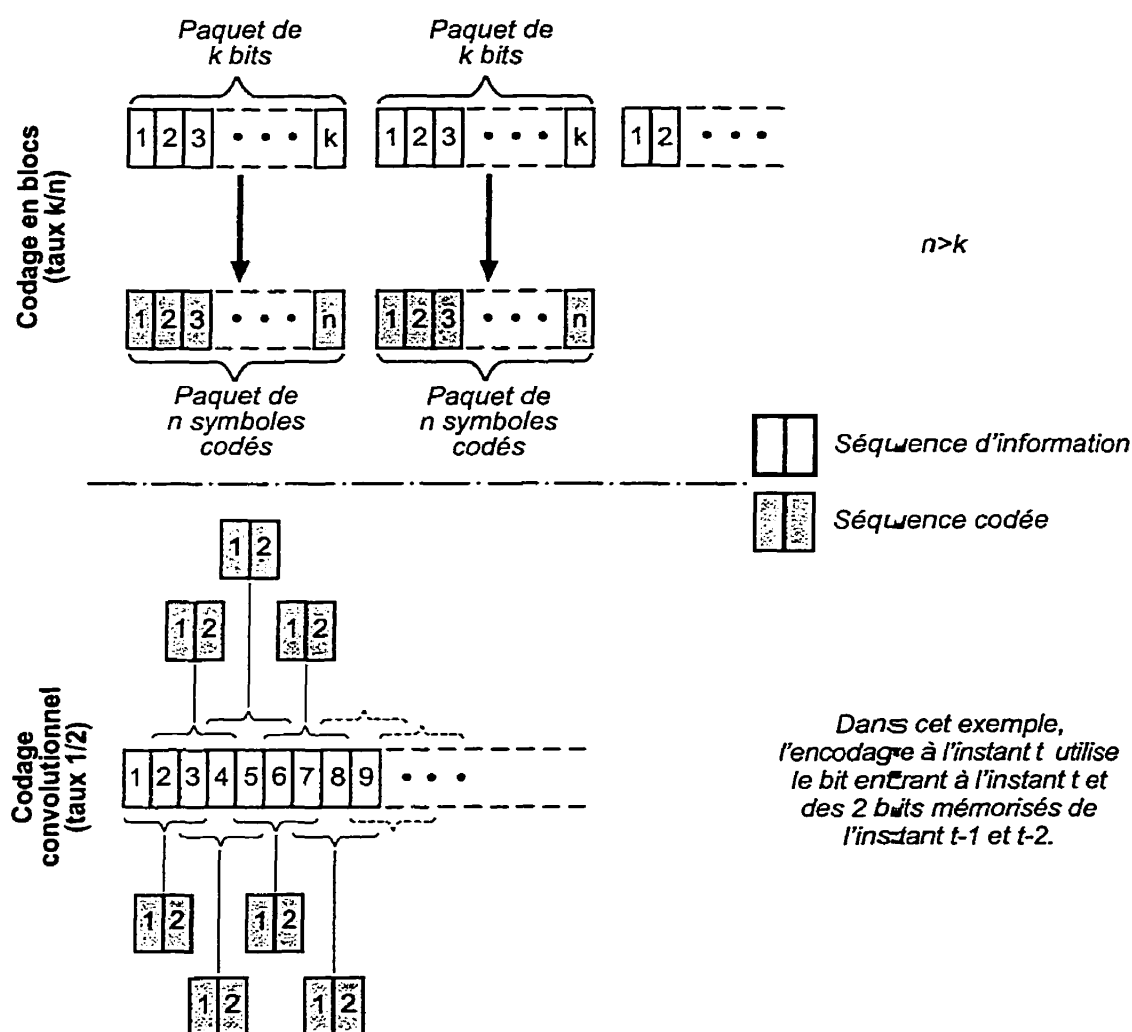 Paquet de
k bits
Paquet de
k bits
Codage en blocs
(taux k/n)
1 2 3 • • • k
1 2 3 • • • k
1 2 • • •
n>k
1 2 3 • • • n
1 2 3 • • • n
Paquet de
n symboles
codés
Paquet de
n symboles
codés
Séquence d'information
Séquence codée
1 2
1 2
1 2
Codage
convolutionnel
(taux 1/2)
1 2 3 4 5 6 7 8 9 • • •
Dans cet exemple,
l'encodage à l'instant t utilise
le bit entrant à l'instant t et
des 2 bits mémorisés de
l'instant t-1 et t-2.
1 2
1 2
1 2
1 2